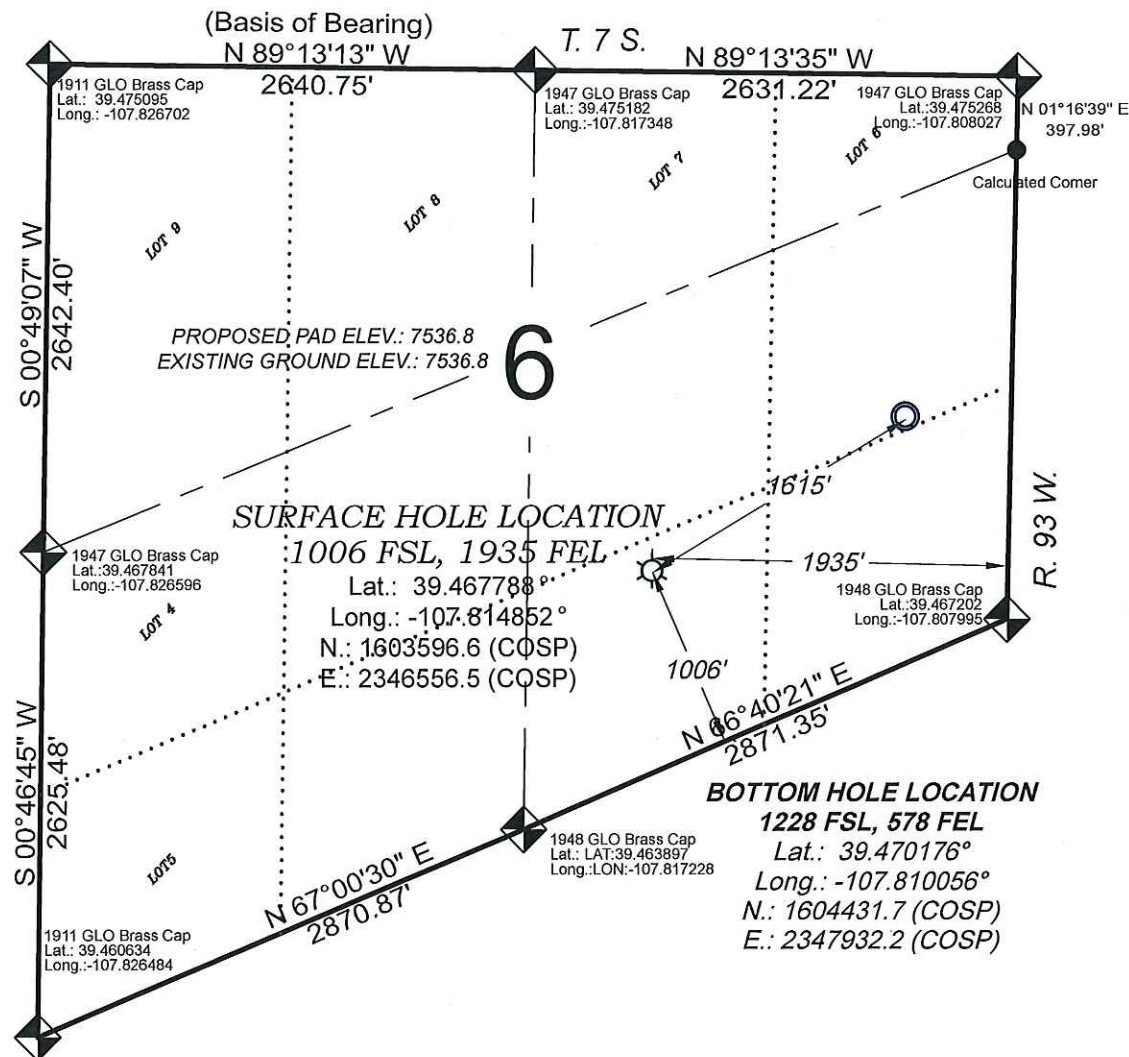 (Basis of Bearing)
N 89°13'13" W
2640.75'
T. 7 S.
N 89°13'35" W
2631.22'
1911 GLO Brass Cap
Lat.: 39.475095
Long.: -107.826702
1947 GLO Brass Cap
Lat.: 39.475182
Long.:-107.817348
1947 GLO Brass Cap
Lat.:39.475268
Long.:-107.808027
N 01°16'39" E
397.98'
Calculated Corner
LOT 9
LOT 8
LOT 7
LOT 6
S 00°49'07" W
2642.40'
PROPOSED PAD ELEV.: 7536.8
EXISTING GROUND ELEV.: 7536.8
6
1615'
SURFACE HOLE LOCATION
1006 FSL, 1935 FEL
Lat.: 39.467788°
Long.: -107.814852°
N.: 1603596.6 (COSP)
E.: 2346556.5 (COSP)
1935'
R. 93 W.
1947 GLO Brass Cap
Lat.:39.467841
Long.:-107.826596
1948 GLO Brass Cap
Lat.:39.467202
Long.:-107.807995
LOT 4
1006'
S 00°46'45" W
2625.48'
N 66°40'21" E
2871.35'
LOT5
1948 GLO Brass Cap
Lat.: LAT:39.463897
Long.:LON:-107.817228
BOTTOM HOLE LOCATION
1228 FSL, 578 FEL
Lat.: 39.470176°
Long.: -107.810056°
N.: 1604431.7 (COSP)
E.: 2347932.2 (COSP)
N 67°00'30" E
2870.87'
1911 GLO Brass Cap
Lat.: 39.460634
Long.:-107.826484